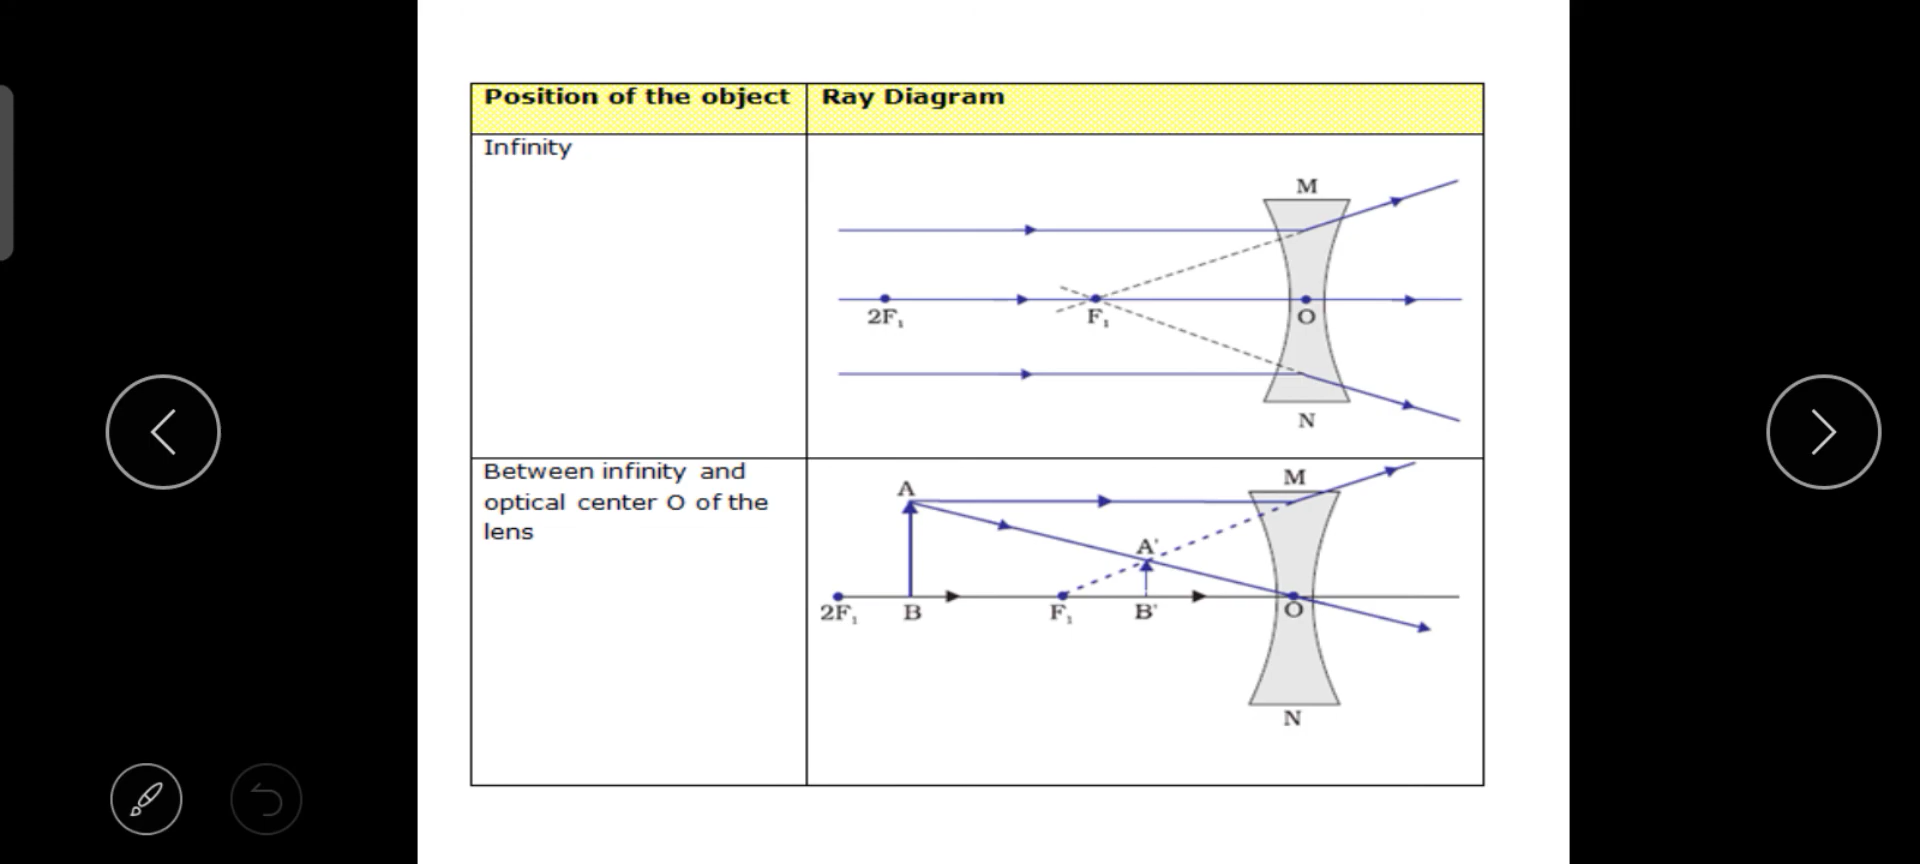 Position of the object
Ray Diagram
Infinity
M
2F₁
F₁
O
N
Between infinity and
optical center O of the
lens
M
A
A'
2F₁
B
F₁
B'
O
N